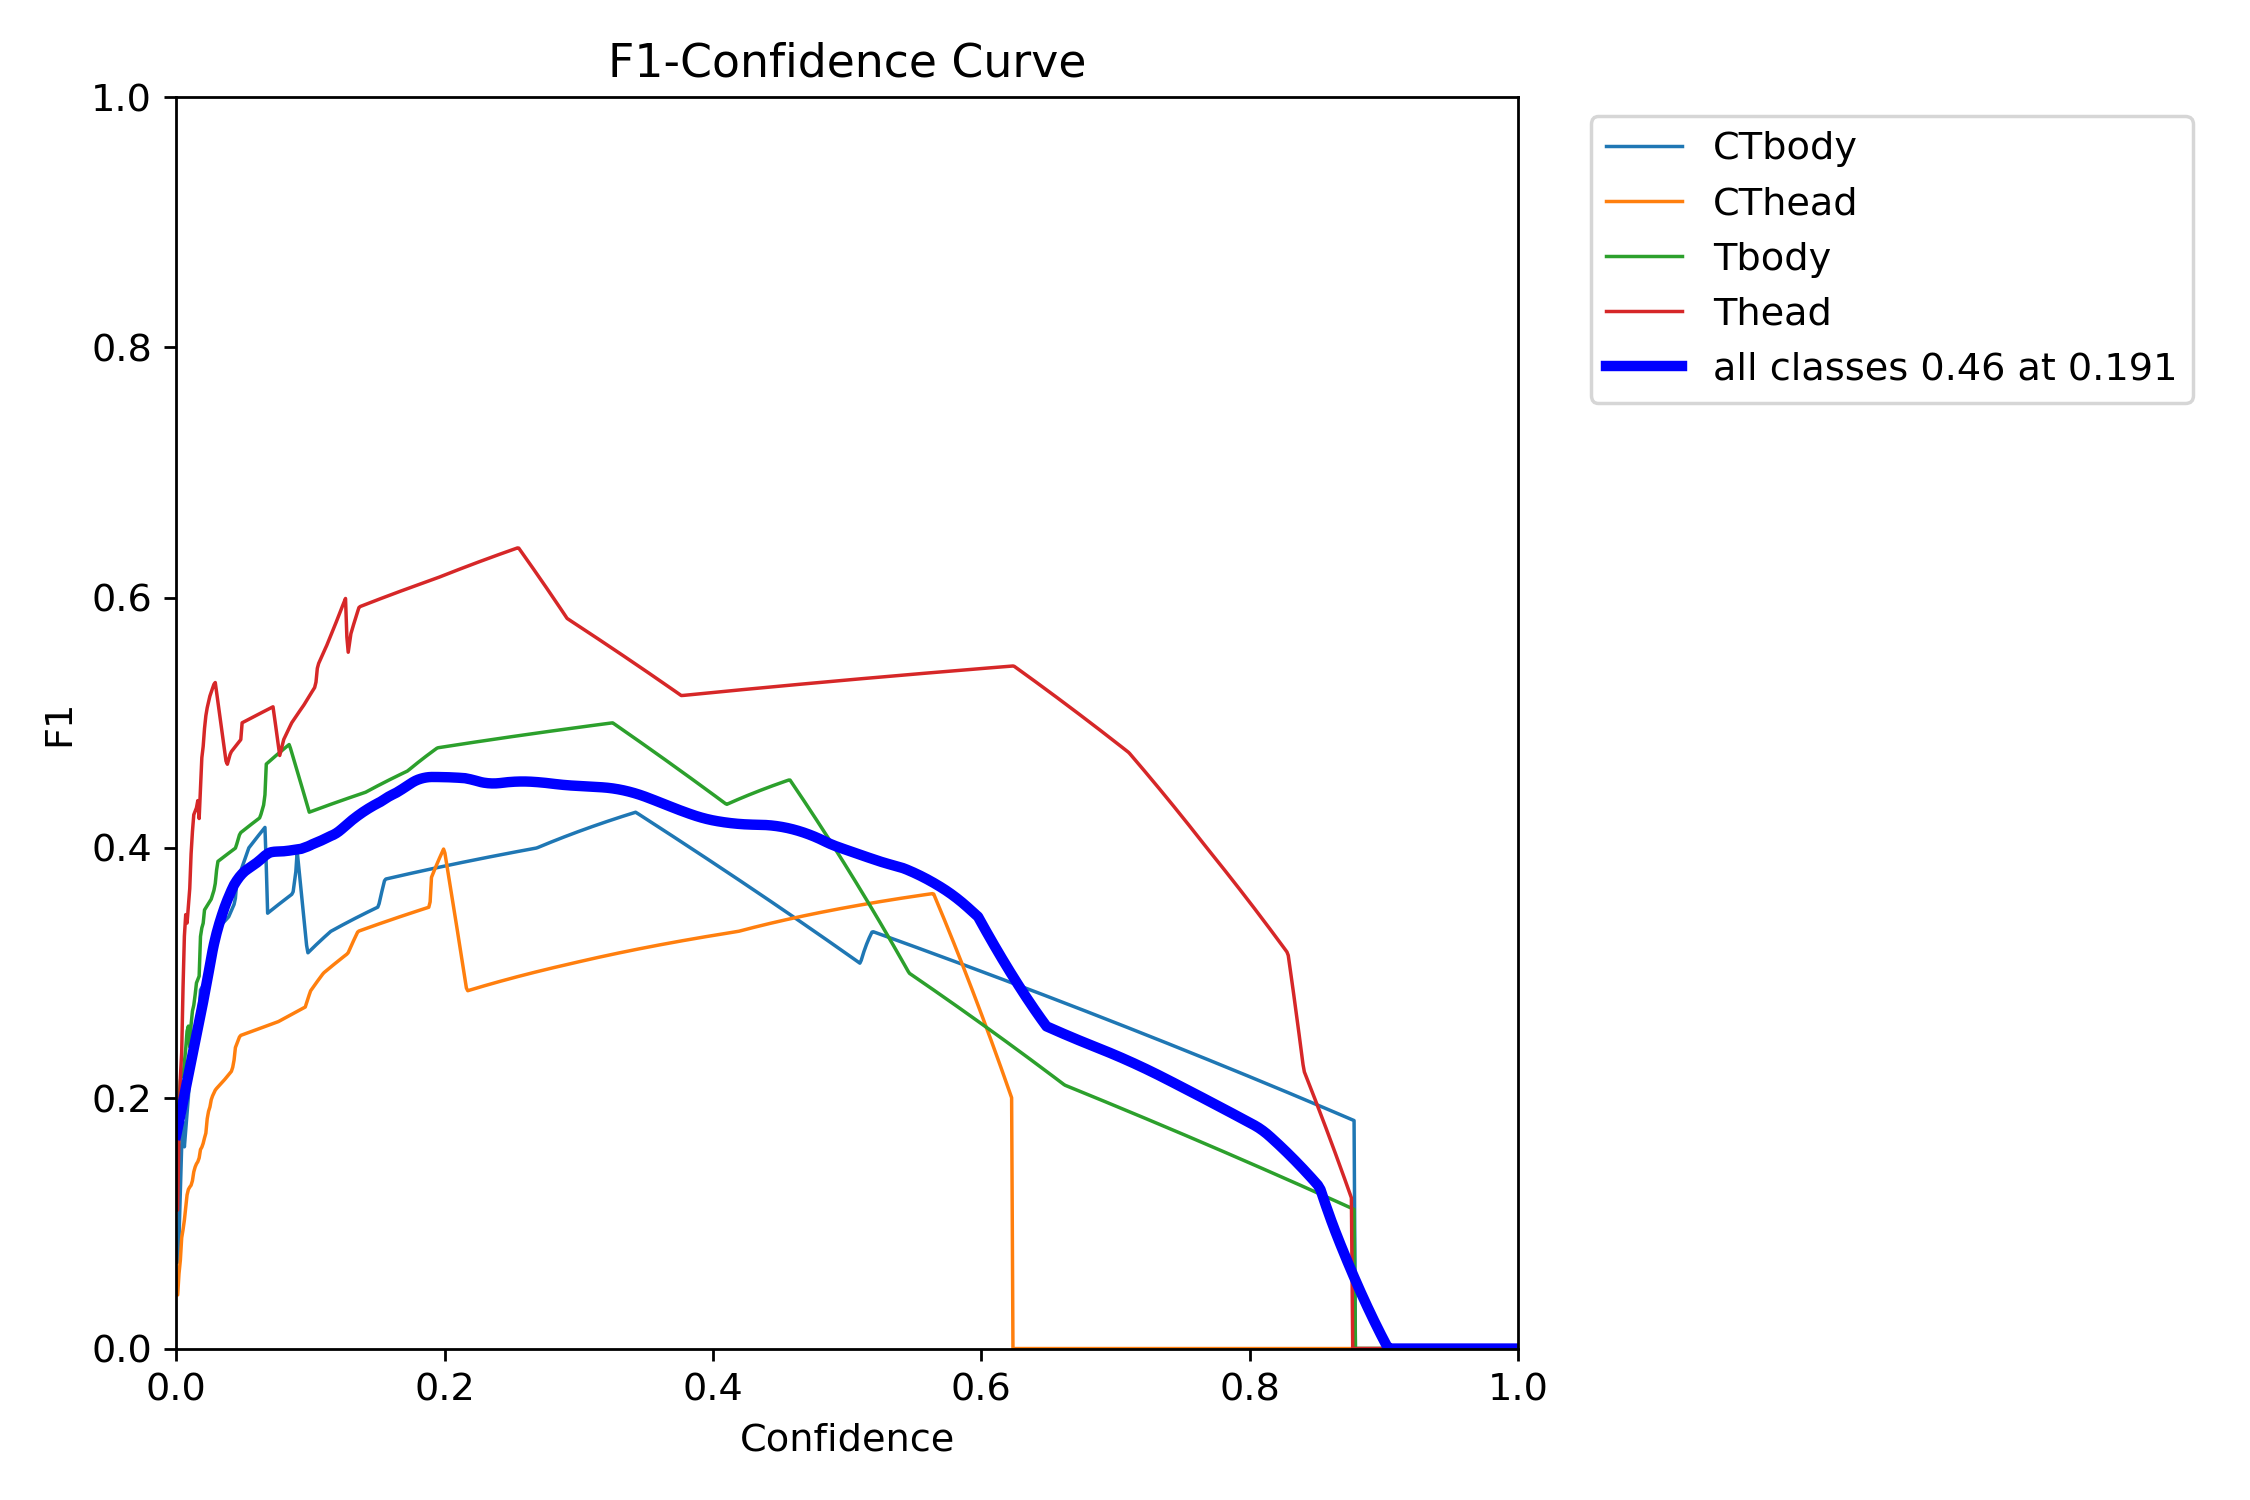 F1-Confidence Curve
1.0
0.8
0.6
0.4
0.2
0.0
F1
0.0 0.2 0.4 0.6 0.8 1.0
Confidence
CTbody
CThead
Tbody
Thead
all classes 0.46 at 0.191